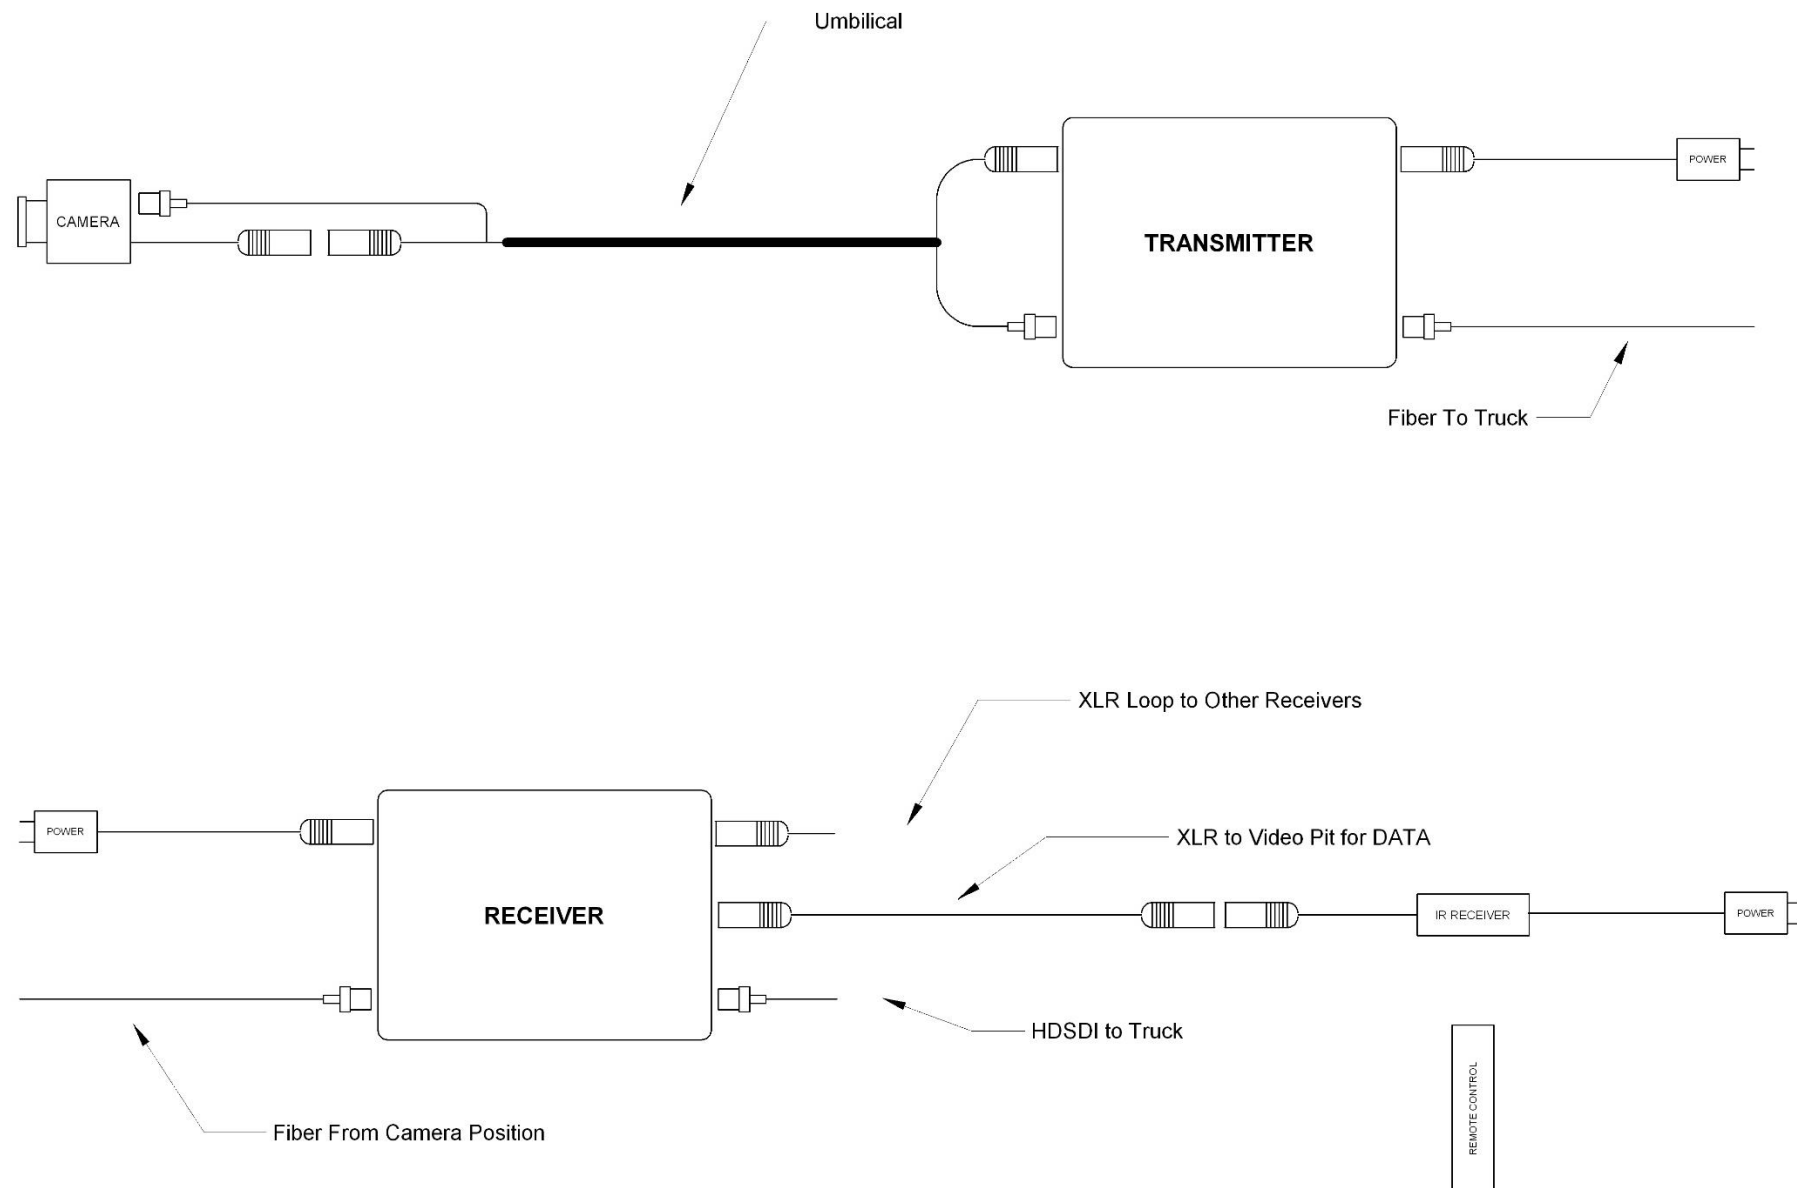 Umbilical
POWER
CAMERA
TRANSMITTER
Fiber To Truck
XLR Loop to Other Receivers
POWER
XLR to Video Pit for DATA
RECEIVER
IR RECEIVER
POWER
HDSDI to Truck
REMOTE CONTROL
Fiber From Camera Position